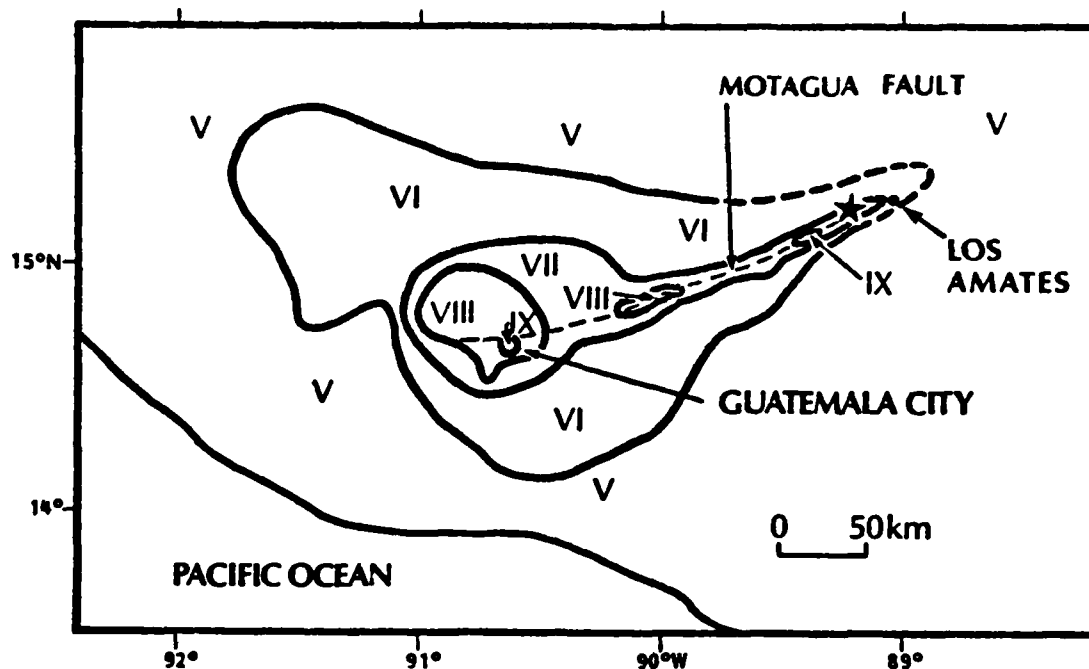 MOTAGUA FAULT
V
V
V
VI
VI
15°N
VII
LOS
AMATES
IX
VIII
VIII
IX
V
GUATEMALA CITY
VI
V
14°
0 50km
PACIFIC OCEAN
92° 91° 90°W 89°